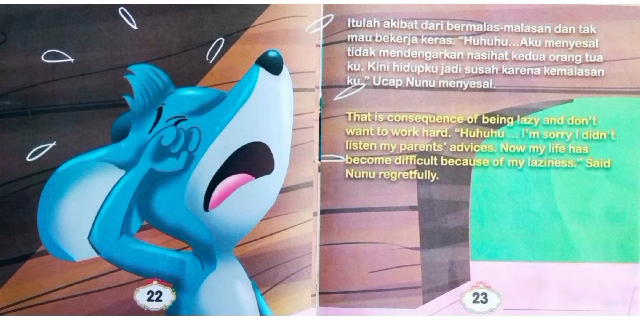 Itulah akibat dari bermalas-malasan dan tak
mau bekerja keras. "Huhuhu...Aku menyesal
tidak mendengarkan nasihat kedua orang tua
ku. Kini hidupku jadi susah karena kemalasan
ku." Ucap Nunu menyesal.
That is consequence of being lazy and don't
want to work hard. "Huhuhu ... I'm sorry I didn't
listen my parents' advices. Now my life has
become difficult because of my laziness." Said
Nunu regretfully.
22
23